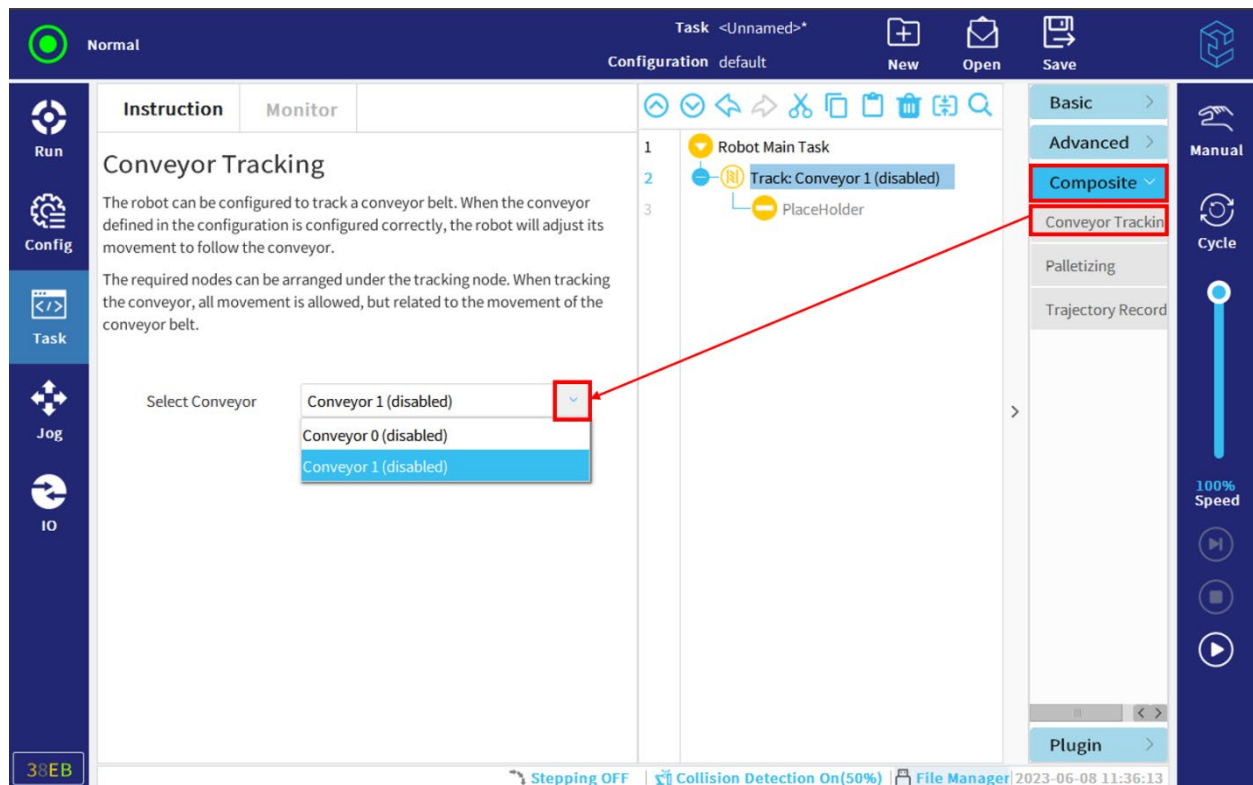 Normal
Task <Unnamed>*
Configuration default
New
Open
Save
Run
Config
Task
Jog
IO
38EB
Instruction
Monitor
Conveyor Tracking
The robot can be configured to track a conveyor belt. When the conveyor
defined in the configuration is configured correctly, the robot will adjust its
movement to follow the conveyor.
The required nodes can be arranged under the tracking node. When tracking
the conveyor, all movement is allowed, but related to the movement of the
conveyor belt.
Select Conveyor
Conveyor 1 (disabled)
Conveyor 0 (disabled)
Conveyor 1 (disabled)
1 Robot Main Task
2 Track: Conveyor 1 (disabled)
3 PlaceHolder
Basic
Advanced
Composite
Conveyor Trackin
Palletizing
Trajectory Record
Plugin
Manual
Cycle
100%
Speed
Stepping OFF
Collision Detection On(50%)
File Manager
2023-06-08 11:36:13